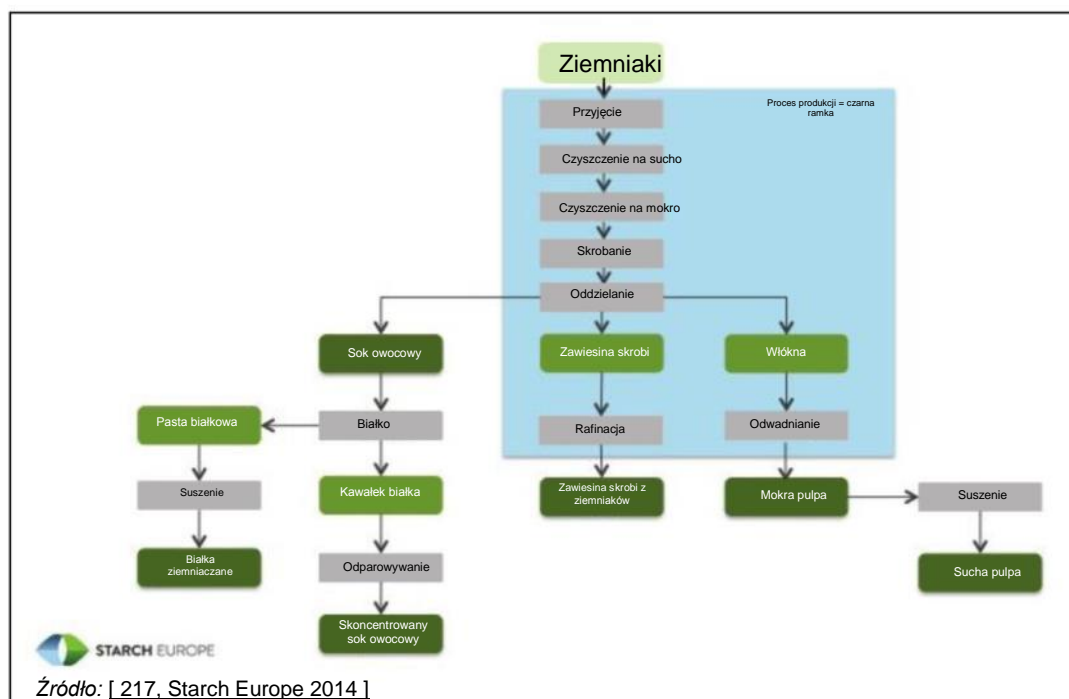 Ziemniaki
Proces produkcji = czarna
ramka
Przyjęcie
Czyszczenie na sucho
Czyszczenie na mokro
Skrobanie
Oddzielanie
Sok owocowy
Zawiesina skrobi
Włókna
Pasta białkowa
Białko
Rafinacja
Odwadnianie
Suszenie
Kawałek białka
Zawiesina skrobi z
ziemniaków
Mokra pulpa
Suszenie
Białka
ziemniaczane
Odparowywanie
Sucha pulpa
Skoncentrowany
sok owocowy
STARCH EUROPE
Źródło: [ 217, Starch Europe 2014 ]